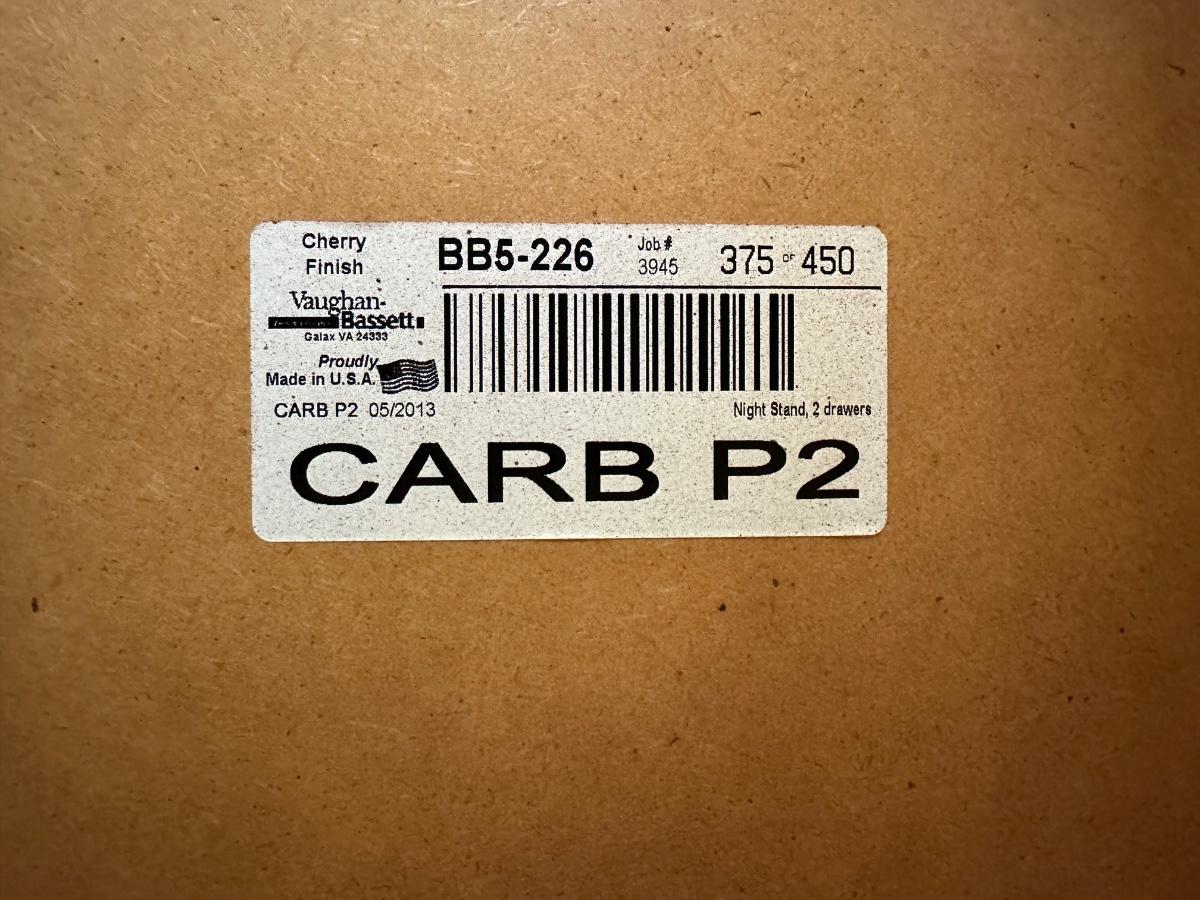 Cherry
Finish
BB5-226
Job #
3945
375 OF 450
Vaughan-
Bassett
Galax VA 24333
Proudly
Made in U.S.A.
CARB P2 05/2013
Night Stand, 2 drawers
CARB P2